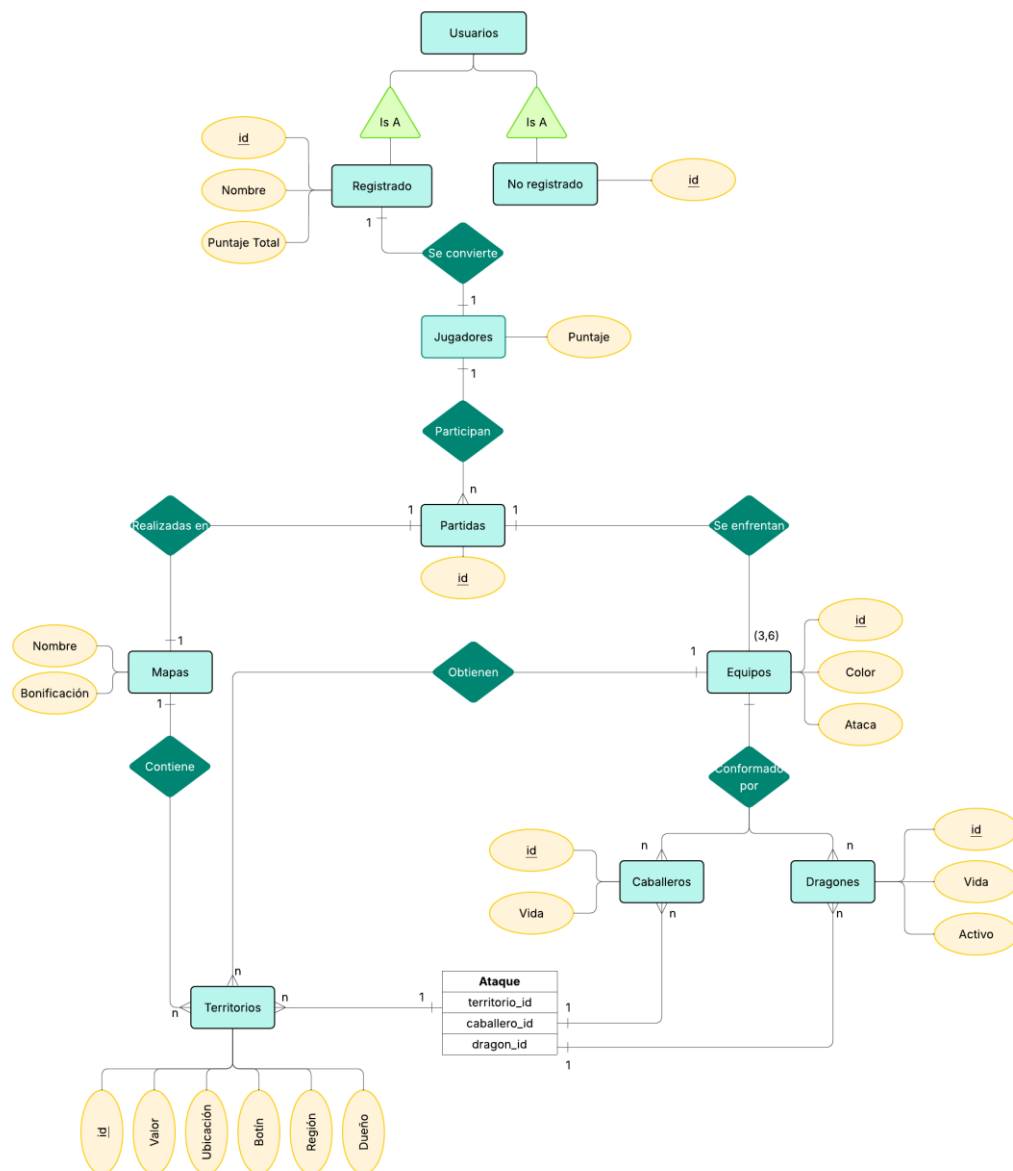 Usuarios
Is A
Is A
id
Registrado
No registrado
id
Nombre
Puntaje Total
1
Se convierte
1
Jugadores
Puntaje
1
Participan
n
Realizadas en
1
Partidas
1
Se enfrentan
id
1
(3,6)
id
Nombre
Mapas
Obtienen
1
Equipos
Color
Bonificación
1
Ataca
Contiene
Conformado
por
n
n
id
id
Caballeros
Dragones
Vida
Vida
n
n
Activo
n
Ataque
n
Territorios
n
1
territorio_id
1
n
caballero_id
dragon_id
1
id
Valor
Ubicación
Botín
Región
Dueño